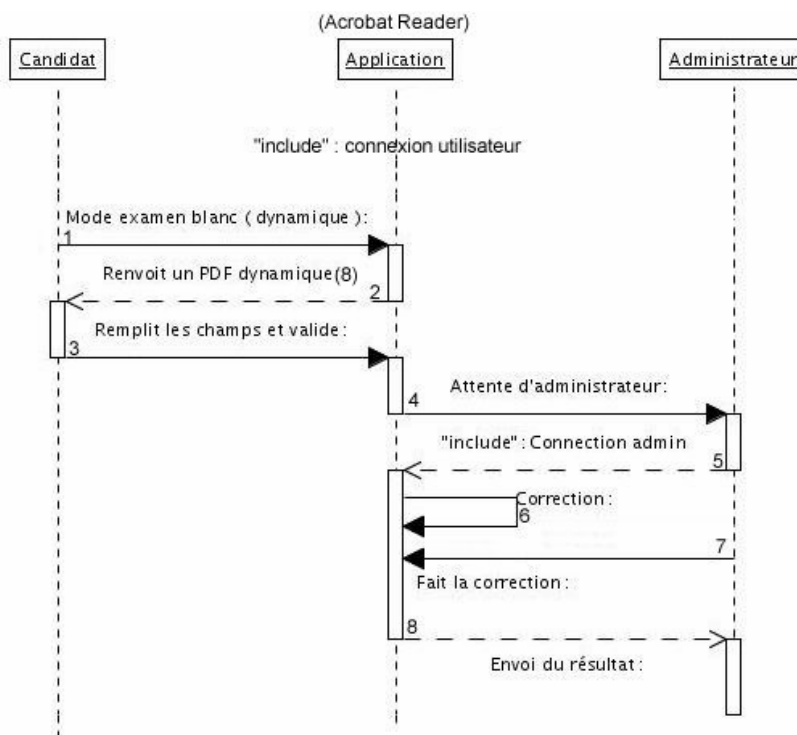 (Acrobat Reader)
Candidat
Application
Administrateur
"include" : connexion utilisateur
Mode examen blanc ( dynamique ):
1
Renvoit un PDF dynamique(8)
2
Remplit les champs et valide :
3
Attente d'administrateur:
4
"include" : Connection admin
5
Correction :
6
7
Fait la correction :
8
Envoi du résultat :